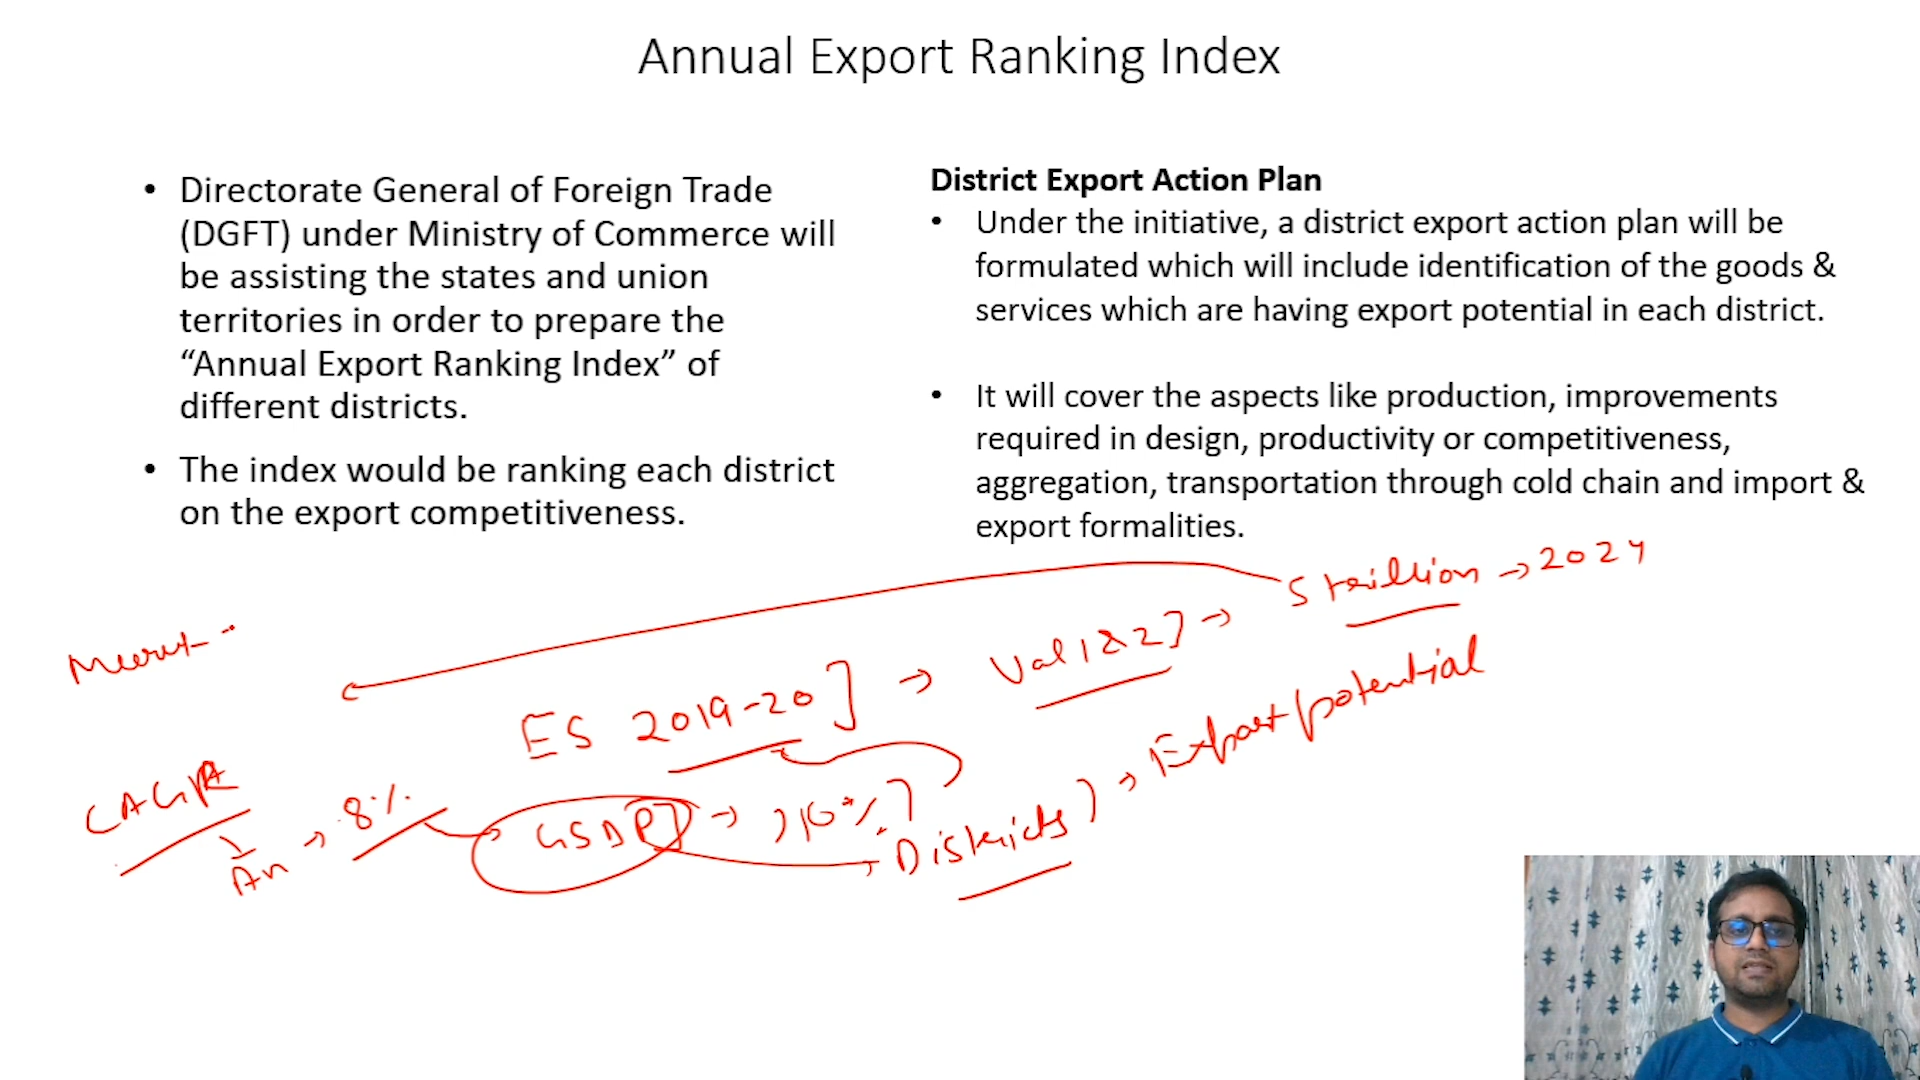 Annual Export Ranking Index
• Directorate General of Foreign Trade
(DGFT) under Ministry of Commerce will
be assisting the states and union
territories in order to prepare the
“Annual Export Ranking Index” of
different districts.
• The index would be ranking each district
on the export competitiveness.
District Export Action Plan
• Under the initiative, a district export action plan will be
formulated which will include identification of the goods &
services which are having export potential in each district.
• It will cover the aspects like production, improvements
required in design, productivity or competitiveness,
aggregation, transportation through cold chain and import &
export formalities.
5 trillion → 2024
ES 2019-20] → Vol 1 & 2] →
CAGR
8%
GSDP →
10%]
Districts) → Export potential